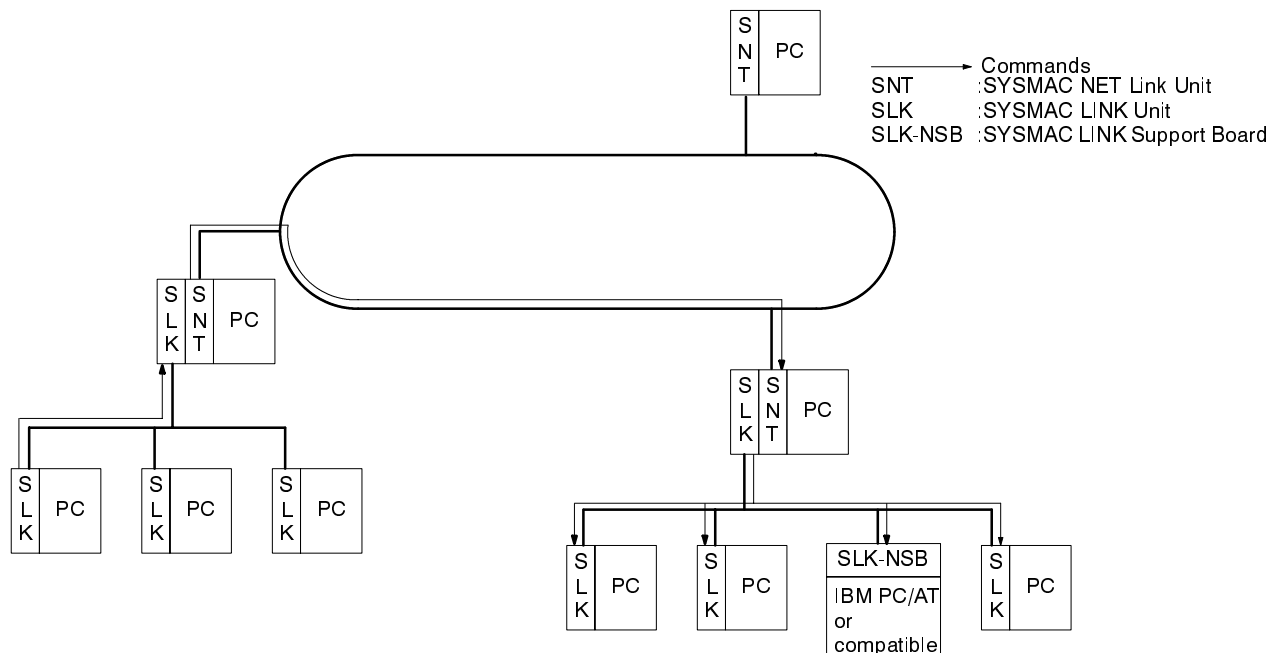 S
N
T
PC
Commands
SNT :SYSMAC NET Link Unit
SLK :SYSMAC LINK Unit
SLK-NSB :SYSMAC LINK Support Board
S
L
K
S
N
T
PC
S
L
K
S
N
T
PC
S
L
K
PC
S
L
K
PC
S
L
K
PC
S
L
K
PC
S
L
K
PC
SLK-NSB
IBM PC/AT
or
compatible
S
L
K
PC